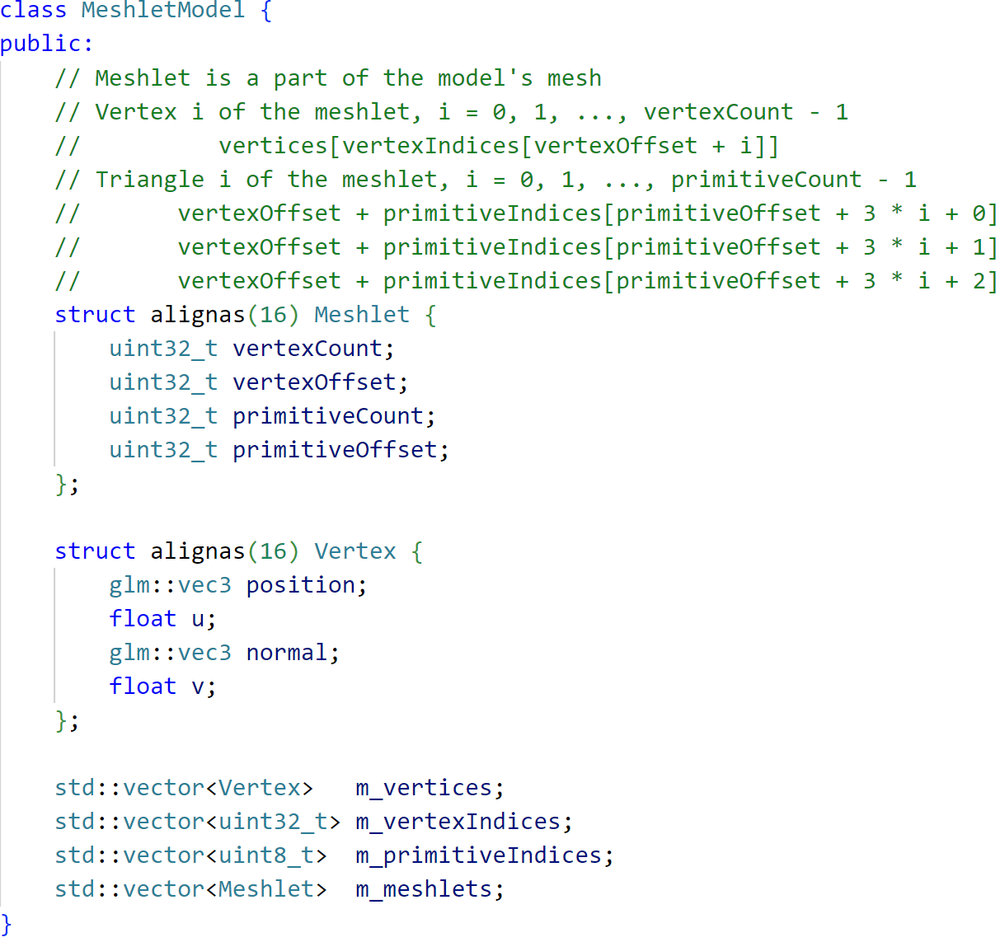 class MeshletModel {
public:
    // Meshlet is a part of the model's mesh
    // Vertex i of the meshlet, i = 0, 1, ..., vertexCount - 1
    //          vertices[vertexIndices[vertexOffset + i]]
    // Triangle i of the meshlet, i = 0, 1, ..., primitiveCount - 1
    //       vertexOffset + primitiveIndices[primitiveOffset + 3 * i + 0]
    //       vertexOffset + primitiveIndices[primitiveOffset + 3 * i + 1]
    //       vertexOffset + primitiveIndices[primitiveOffset + 3 * i + 2]
    struct alignas(16) Meshlet {
        uint32_t vertexCount;
        uint32_t vertexOffset;
        uint32_t primitiveCount;
        uint32_t primitiveOffset;
    };
    struct alignas(16) Vertex {
        glm::vec3 position;
        float u;
        glm::vec3 normal;
        float v;
    };
    std::vector<Vertex>   m_vertices;
    std::vector<uint32_t> m_vertexIndices;
    std::vector<uint8_t>  m_primitiveIndices;
    std::vector<Meshlet>  m_meshlets;
}